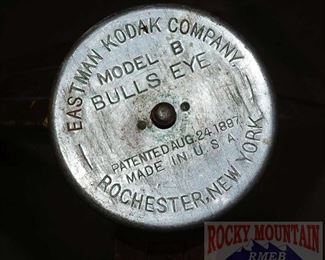 EASTMAN KODAK COMPANY
MODEL B
BULLS EYE
PATENTED AUG.24,1897,
MADE IN U S A
ROCHESTER, NEW YORK
ROCKY MOUNTAIN
RMEB